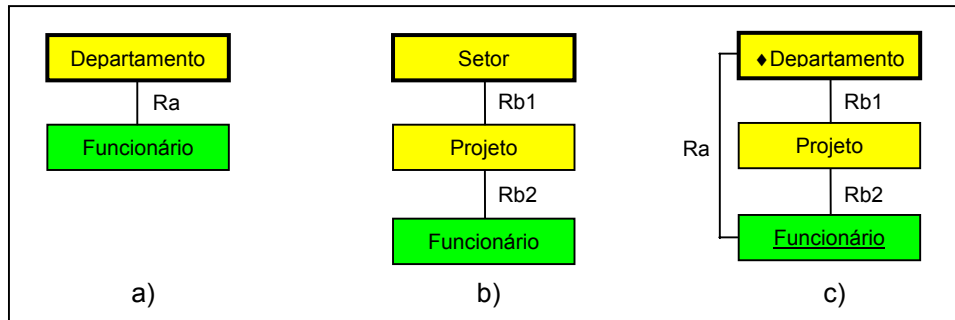 Departamento
Ra
Funcionário
a)
Setor
Rb1
Projeto
Rb2
Funcionário
b)
♦Departamento
Rb1
Ra
Projeto
Rb2
Funcionário
c)